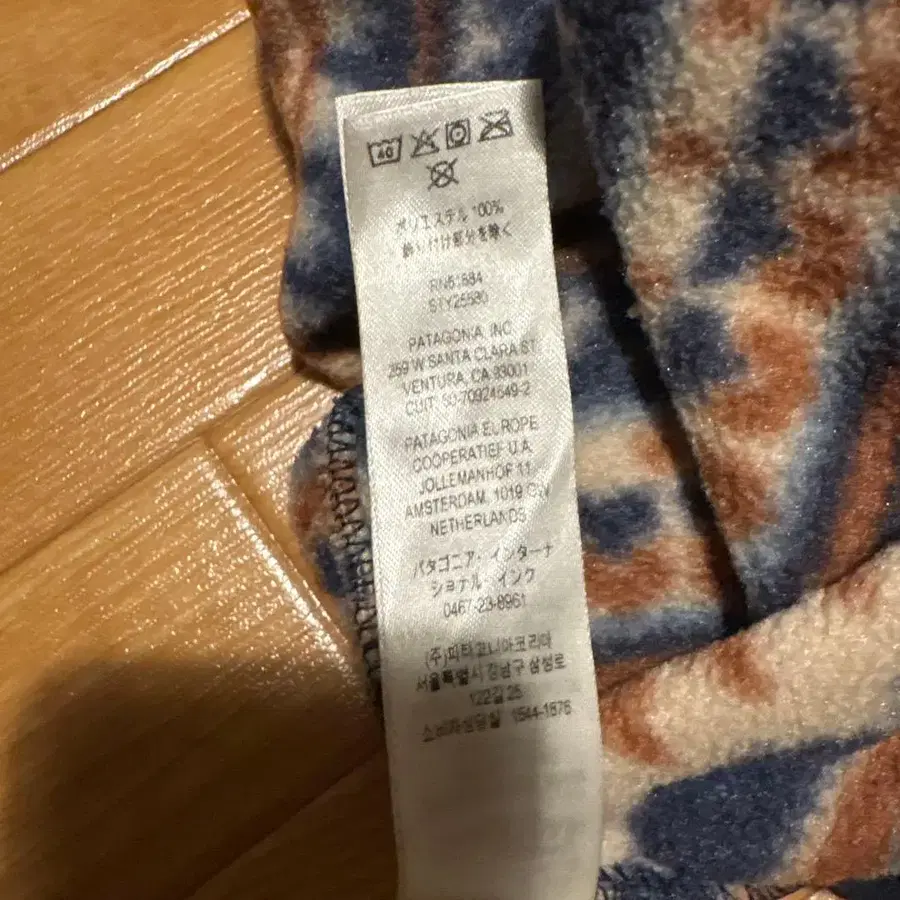 40
ポリエステル 100%
飾り付け部分を除く
RN51884
STY25580
PATAGONIA, INC.
259 W SANTA CLARA ST.
VENTURA, CA 93001
CUIT: 50-70924549-2
PATAGONIA EUROPE
COOPERATIEF U.A.
JOLLEMANHOF 11
AMSTERDAM, 1019 GW
NETHERLANDS
パタゴニア・インターナ
ショナル インク
0467-23-8961
(주)파타고니아코리아
서울특별시 강남구 삼성로
122길 25
소비자상담실 1544-1876